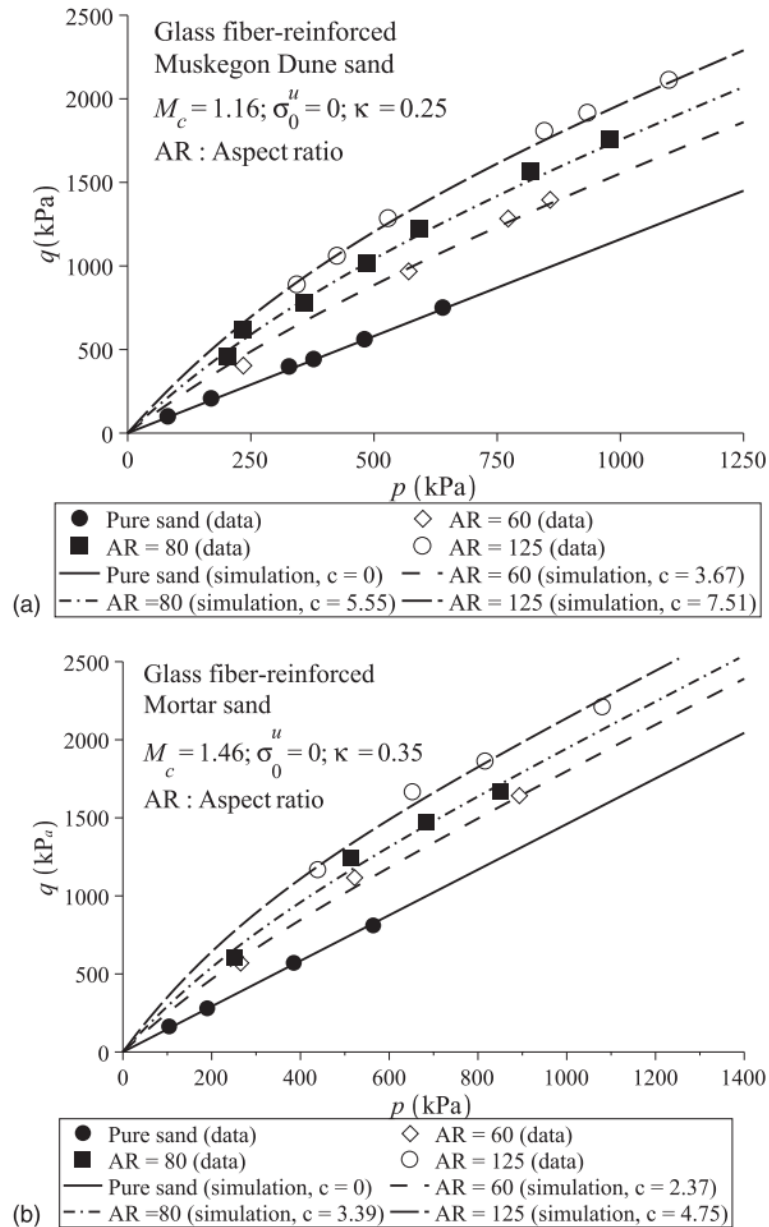 2500
2000
1500
1000
500
0
q (kPa)
Glass fiber-reinforced
Muskegon Dune sand
M_c = 1.16; σ_0^u = 0; κ = 0.25
AR : Aspect ratio
0 250 500 750 1000 1250
p (kPa)
Pure sand (data) AR = 60 (data)
AR = 80 (data) AR = 125 (data)
Pure sand (simulation, c = 0) AR = 60 (simulation, c = 3.67)
AR =80 (simulation, c = 5.55) AR = 125 (simulation, c = 7.51)
(a)
2500
2000
1500
1000
500
0
q (kPa)
Glass fiber-reinforced
Mortar sand
M_c = 1.46; σ_0^u = 0; κ = 0.35
AR : Aspect ratio
0 200 400 600 800 1000 1200 1400
p (kPa)
Pure sand (data) AR = 60 (data)
AR = 80 (data) AR = 125 (data)
Pure sand (simulation, c = 0) AR = 60 (simulation, c = 2.37)
AR =80 (simulation, c = 3.39) AR = 125 (simulation, c = 4.75)
(b)